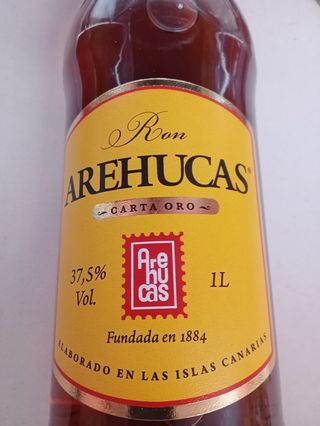 Ron
AREHUCAS®
CARTA ORO
37,5%
Vol.
Are
hu
cas
1L
Fundada en 1884
ELABORADO EN LAS ISLAS CANARIAS